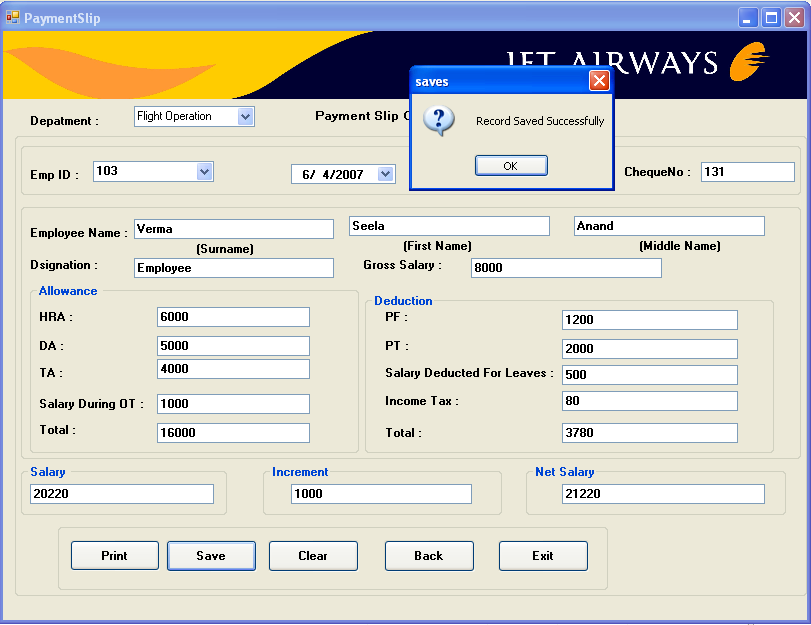 PaymentSlip
JET AIRWAYS
saves
Record Saved Successfully
OK
Depatment :
Flight Operation
Payment Slip
Emp ID :
103
6/ 4/2007
ChequeNo :
131
Employee Name :
Verma
Seela
Anand
(Surname)
(First Name)
(Middle Name)
Dsignation :
Employee
Gross Salary :
8000
Allowance
HRA :
6000
DA :
5000
TA :
4000
Salary During OT :
1000
Total :
16000
Deduction
PF :
1200
PT :
2000
Salary Deducted For Leaves :
500
Income Tax :
80
Total :
3780
Salary
20220
Increment
1000
Net Salary
21220
Print
Save
Clear
Back
Exit